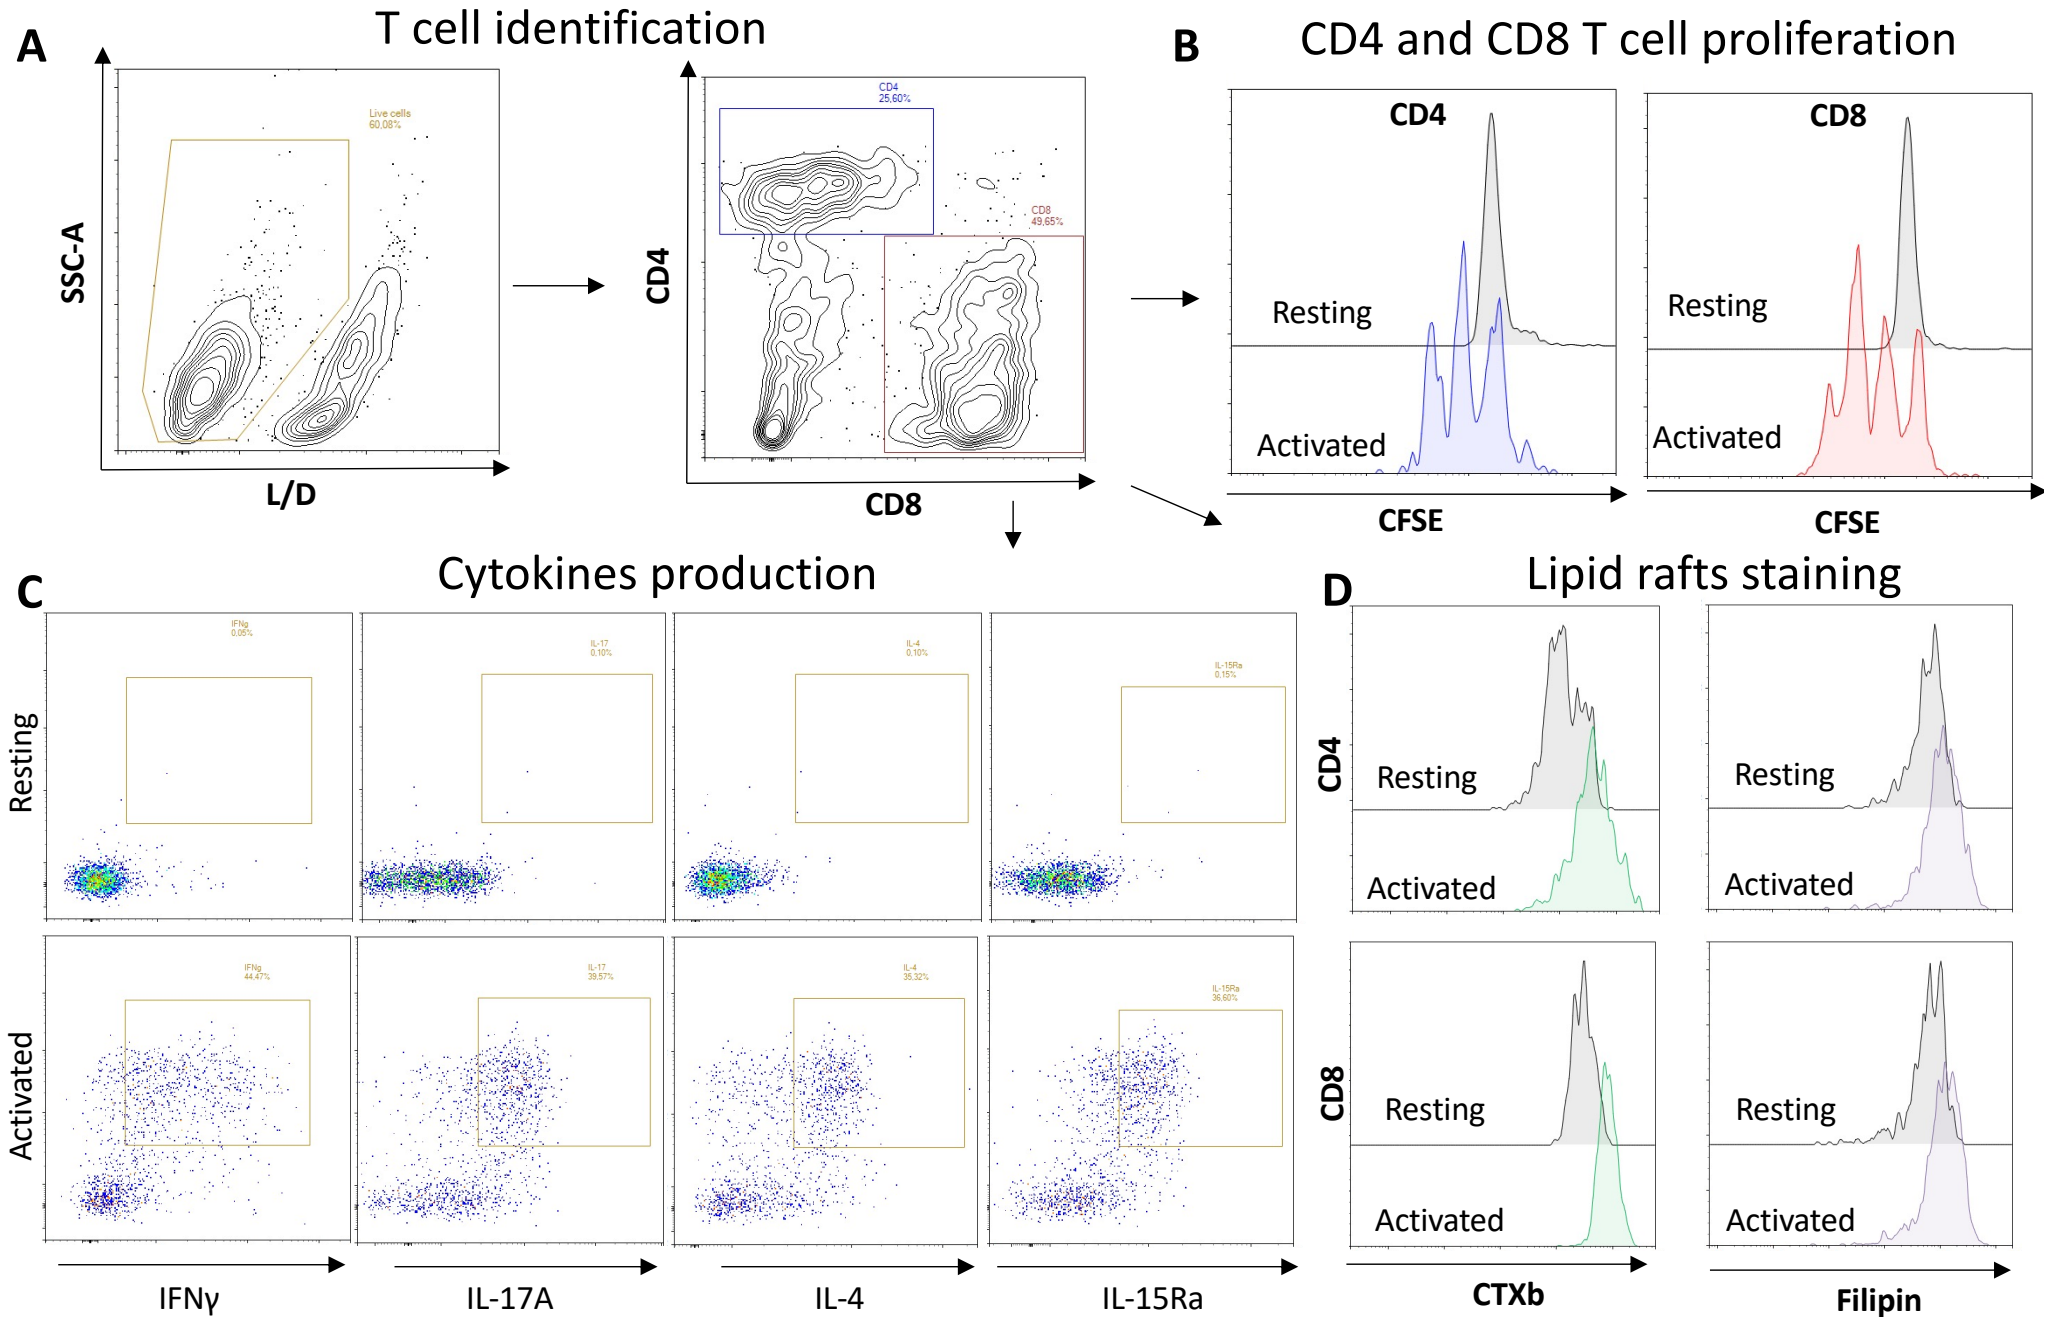 A
T cell identification
Live cells
60,08%
SSC-A
L/D
CD4
25,60%
CD8
49,65%
CD4
CD8
B
CD4 and CD8 T cell proliferation
CD4
Resting
Activated
CFSE
CD8
Resting
Activated
CFSE
C
Cytokines production
Resting
IFNg
0,05%
IL-17
0,10%
IL-4
0,10%
IL-15Ra
0,15%
Activated
IFNg
44,47%
IL-17
39,57%
IL-4
35,32%
IL-15Ra
36,60%
IFNγ
IL-17A
IL-4
IL-15Ra
D
Lipid rafts staining
CD4
Resting
Activated
Resting
Activated
CD8
Resting
Activated
Resting
Activated
CTXb
Filipin